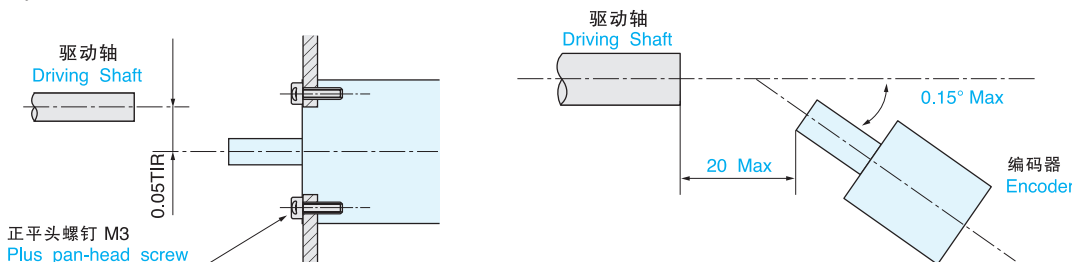 驱动轴
Driving Shaft
0.05TIR
正平头螺钉 M3
Plus pan-head screw
驱动轴
Driving Shaft
0.15° Max
20 Max
编码器
Encoder